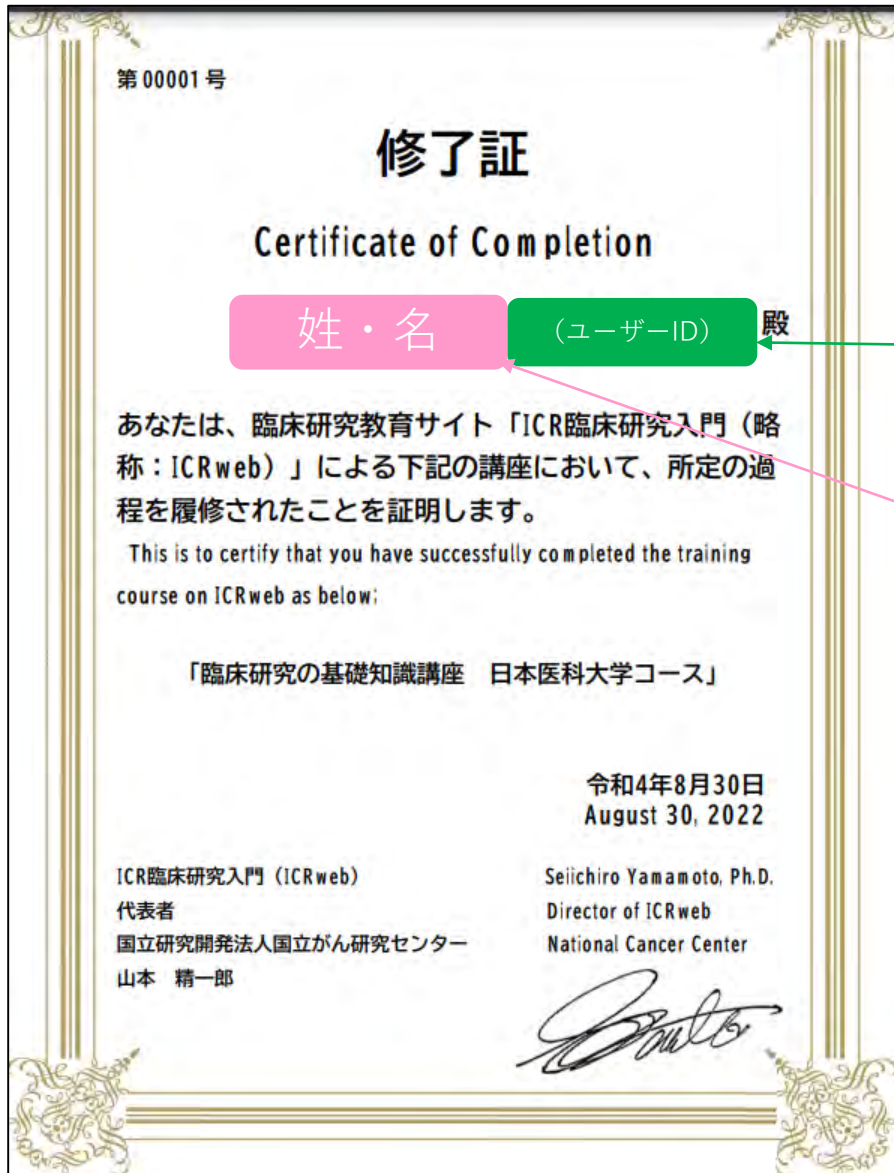 第00001号
修了証
Certificate of Completion
姓・名 （ユーザーID） 殿
あなたは、臨床研究教育サイト「ICR臨床研究入門（略
称：ICRweb）」による下記の講座において、所定の過
程を履修されたことを証明します。
This is to certify that you have successfully completed the training
course on ICRweb as below;
「臨床研究の基礎知識講座　日本医科大学コース」
令和4年8月30日
August 30, 2022
ICR臨床研究入門（ICRweb）
代表者
国立研究開発法人国立がん研究センター
山本　精一郎
Seiichiro Yamamoto, Ph.D.
Director of ICRweb
National Cancer Center